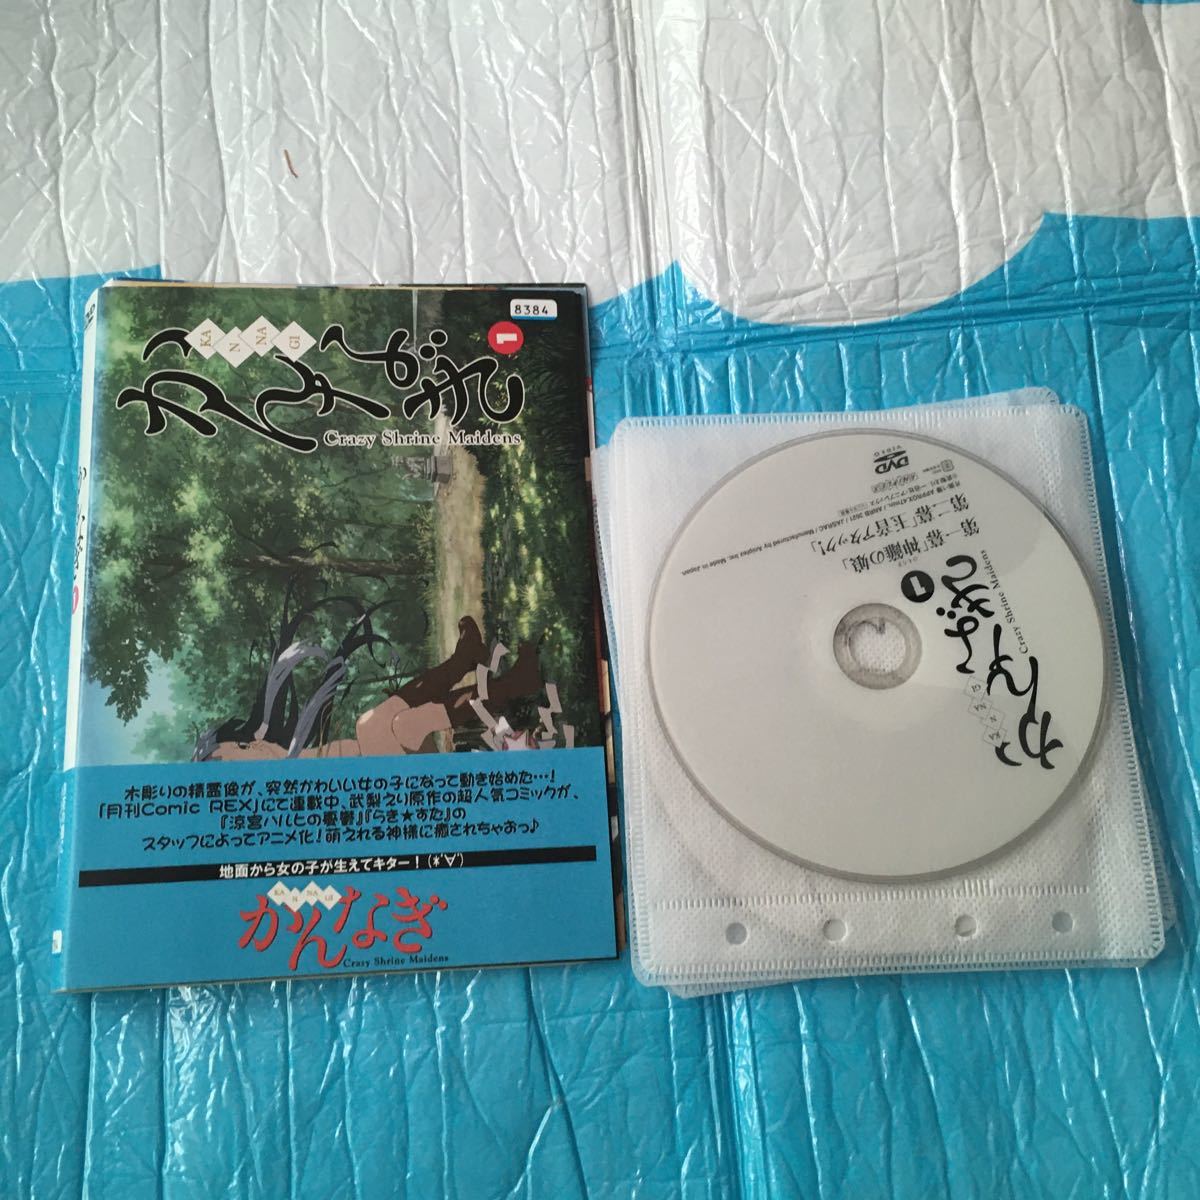 8384
1
かんなぎ
KA
N
NA
GI
Crazy Shrine Maidens
木彫りの精霊像が、突然かわいい女の子になって動き始めた…!
「月刊Comic REX」にて連載中、武梨えり原作の超人気コミックが、
『涼宮ハルヒの憂鬱』『らき★すた』の
スタッフによってアニメ化!萌えれる神様に癒されちゃおっ♪
地面から女の子が生えてキター!(*'∀')
KA
N
NA
GI
かんなぎ
Crazy Shrine Maidens
かんなぎ
1
Crazy Shrine Maidens
第一幕「神籬の娘」
第二幕「玉音アタック!」
DVD
VIDEO